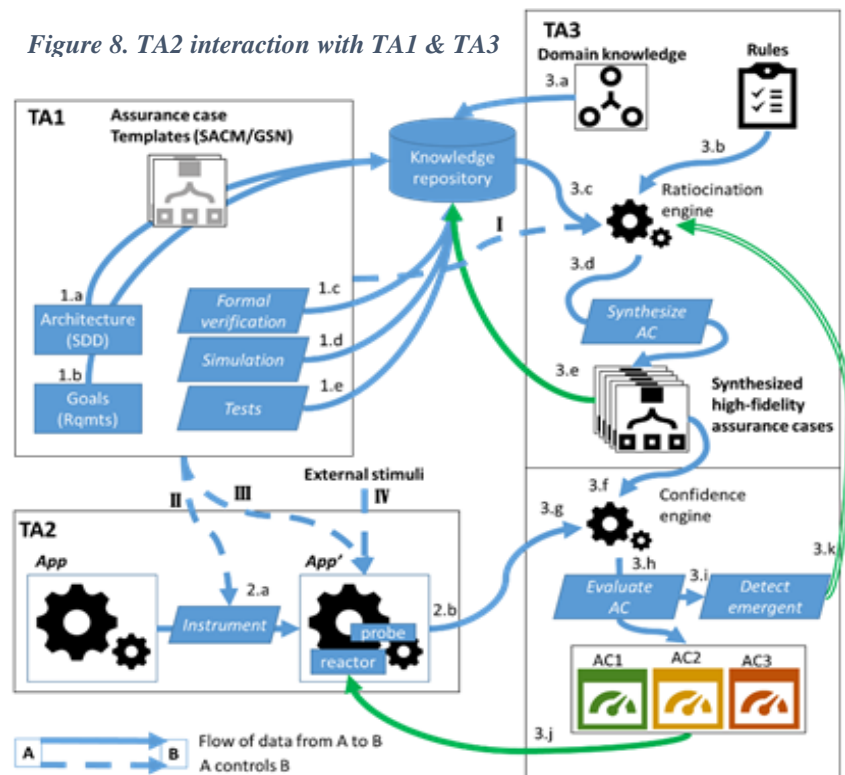 Figure 8. TA2 interaction with TA1 & TA3
TA3
Domain knowledge
Rules
3.a
TA1
Assurance case
Templates (SACM/GSN)
Knowledge
repository
3.b
3.c
Ratiocination
engine
I
1.c
3.d
1.a
Architecture
(SDD)
Formal
verification
Synthesize
AC
1.d
Simulation
1.b
Goals
(Rqmts)
1.e
Tests
3.e
Synthesized
high-fidelity
assurance cases
External stimuli
II
III
IV
3.f
Confidence
engine
3.g
TA2
App
App'
3.h
3.k
2.a
Instrument
2.b
probe
reactor
Evaluate
AC
3.i
Detect
emergent
AC1
AC2
AC3
3.j
A
B
Flow of data from A to B
A controls B